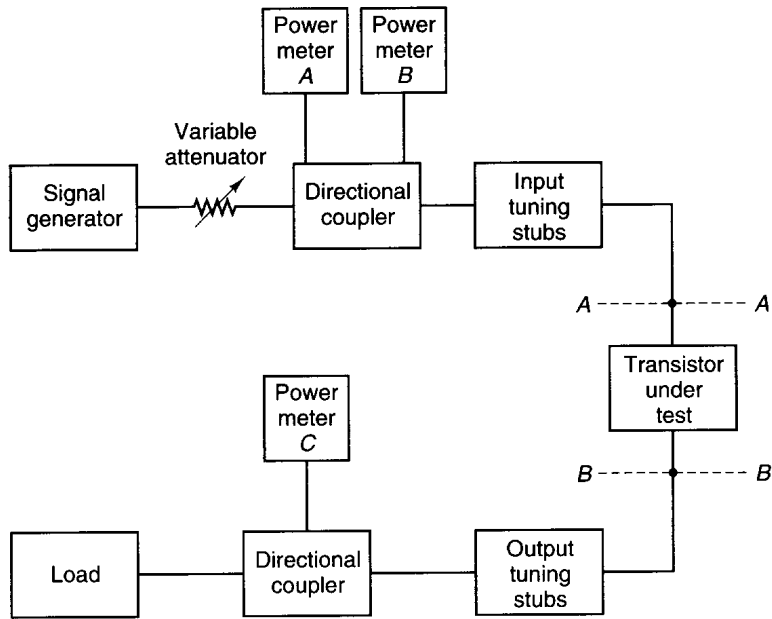 Power
meter
A
Power
meter
B
Variable
attenuator
Signal
generator
Directional
coupler
Input
tuning
stubs
A
A
Transistor
under
test
Power
meter
C
B
B
Load
Directional
coupler
Output
tuning
stubs